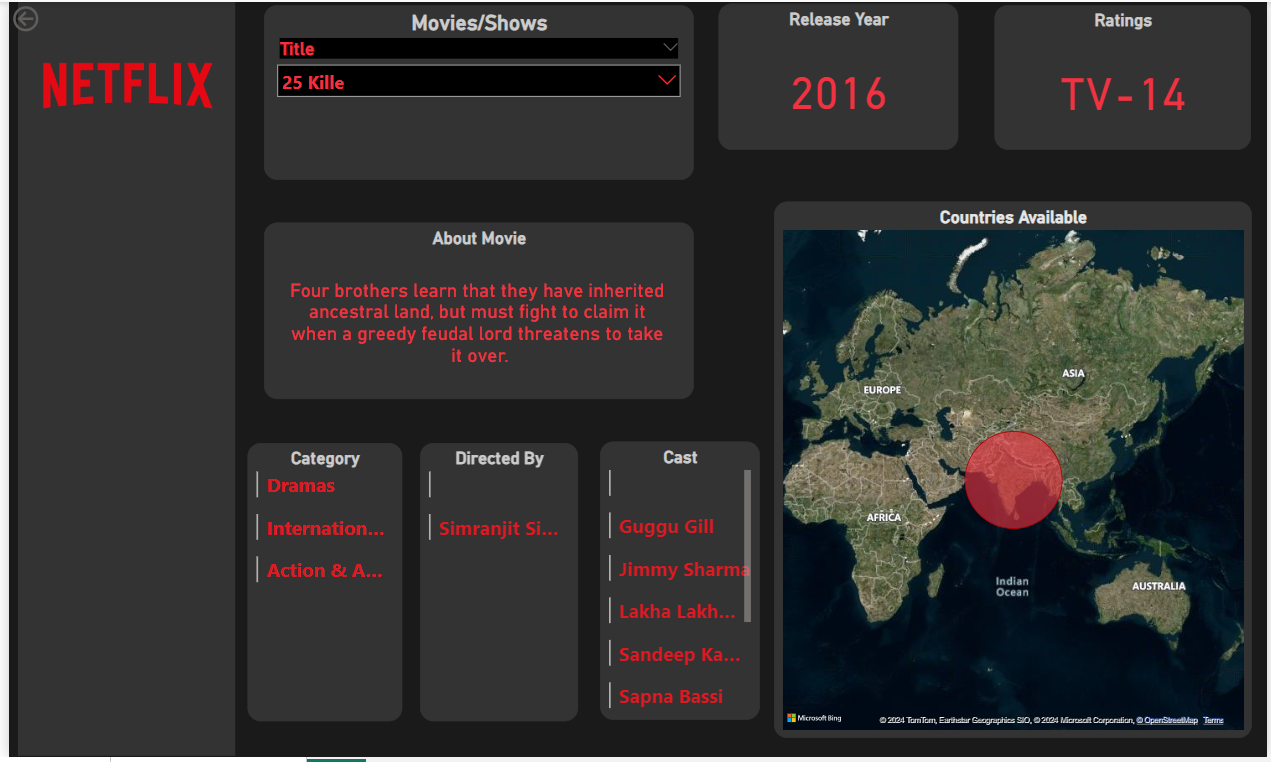 NETFLIX
Movies/Shows
Title
25 Kille
Release Year
2016
Ratings
TV-14
About Movie
Four brothers learn that they have inherited
ancestral land, but must fight to claim it
when a greedy feudal lord threatens to take
it over.
Category
Dramas
Internation...
Action & A...
Directed By
Simranjit Si...
Cast
Guggu Gill
Jimmy Sharma
Lakha Lakh...
Sandeep Ka...
Sapna Bassi
Countries Available
ASIA
EUROPE
AFRICA
Indian
Ocean
AUSTRALIA
Microsoft Bing
© 2024 TomTom, Earthstar Geographics SIO, © 2024 Microsoft Corporation, © OpenStreetMap Terms